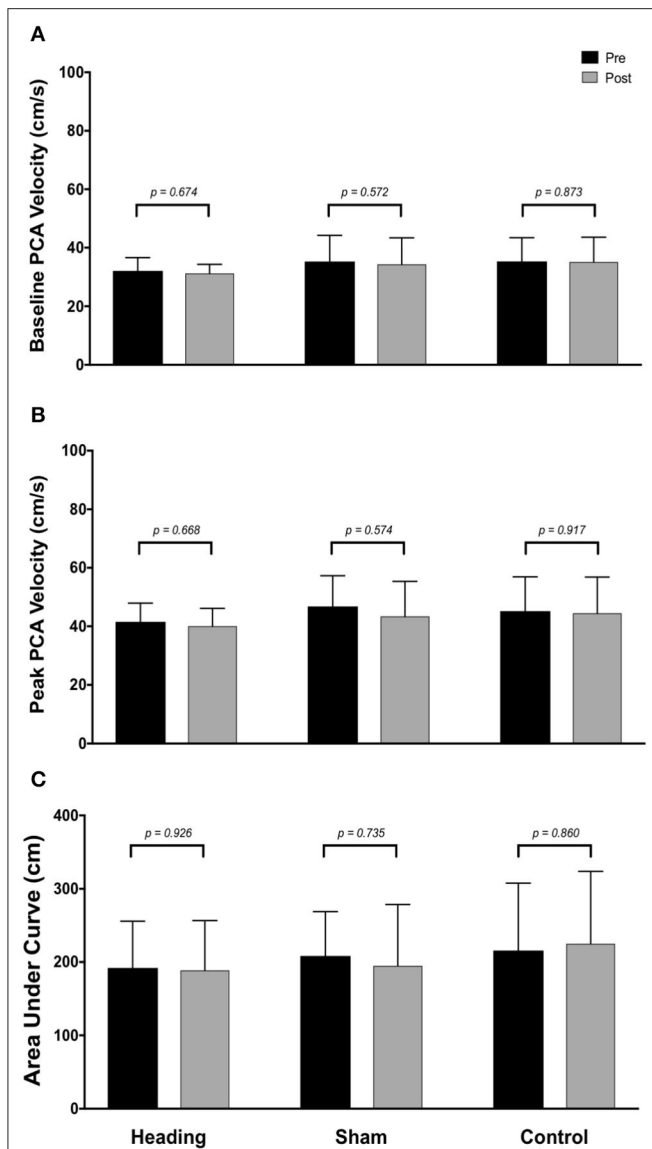 A
Pre
Post
Baseline PCA Velocity (cm/s)
100
80
60
40
20
0
p = 0.674
p = 0.572
p = 0.873
B
Peak PCA Velocity (cm/s)
100
80
60
40
20
0
p = 0.668
p = 0.574
p = 0.917
C
Area Under Curve (cm)
400
300
200
100
0
p = 0.926
p = 0.735
p = 0.860
Heading Sham Control